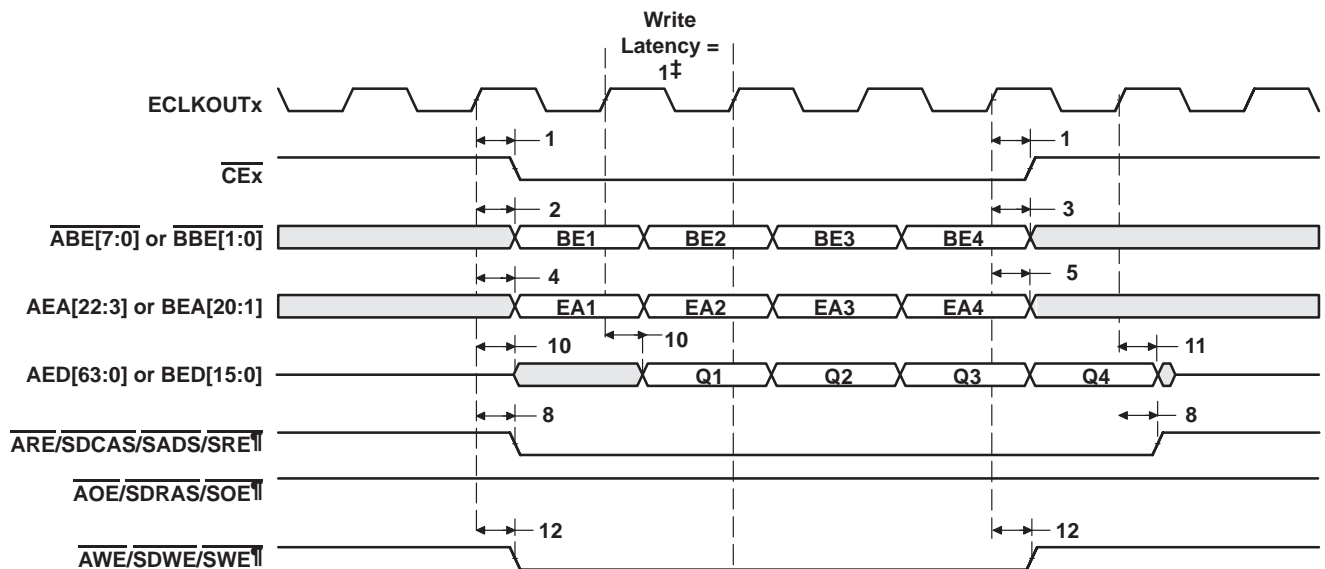 Write
Latency =
1‡
ECLKOUTx
1 1
CEx
2 3
ABE[7:0] or BBE[1:0]
BE1 BE2 BE3 BE4
4 5
AEA[22:3] or BEA[20:1]
EA1 EA2 EA3 EA4
10 10 11
AED[63:0] or BED[15:0]
Q1 Q2 Q3 Q4
8 8
ARE/SDCAS/SADS/SRE¶
AOE/SDRAS/SOE¶
12 12
AWE/SDWE/SWE¶